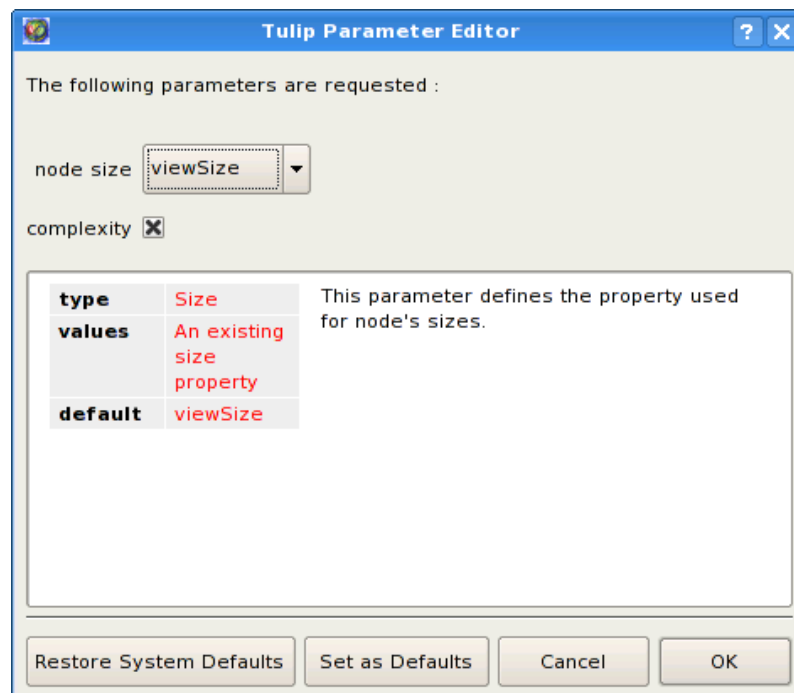 Tulip Parameter Editor
The following parameters are requested :
node size viewSize
complexity
type Size
values An existing
size
property
default viewSize
This parameter defines the property used
for node's sizes.
Restore System Defaults Set as Defaults Cancel OK